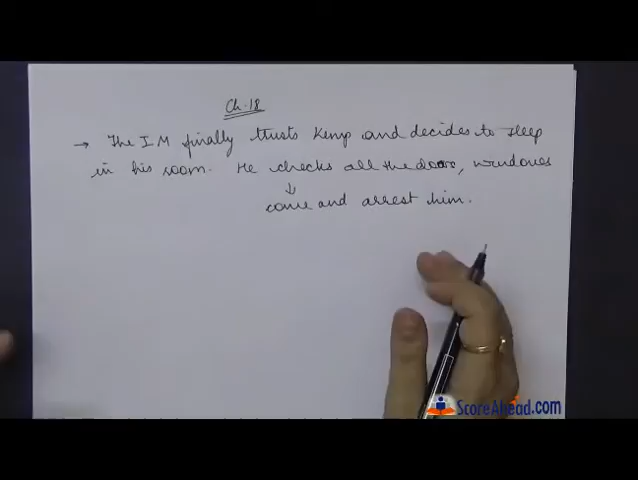 Ch-18
→ The IM finally trusts Kemp and decides to sleep
in his room. He checks all the doors, windows
↓
come and arrest him.
ScoreAhead.com